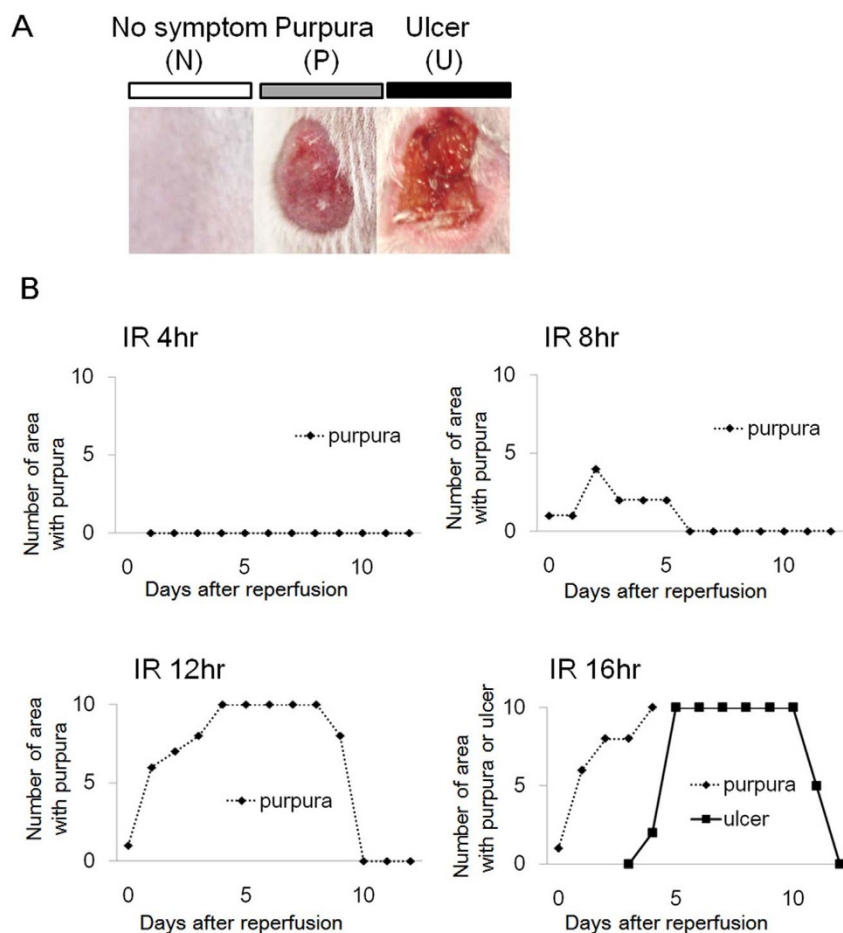 A
No symptom Purpura Ulcer
(N) (P) (U)
B
IR 4hr
10
5
0
Number of area
with purpura
purpura
0 5 10
Days after reperfusion
IR 8hr
10
5
0
Number of area
with purpura
purpura
0 5 10
Days after reperfusion
IR 12hr
10
5
0
Number of area
with purpura
purpura
0 5 10
Days after reperfusion
IR 16hr
10
5
0
Number of area
with purpura or ulcer
purpura
ulcer
0 5 10
Days after reperfusion